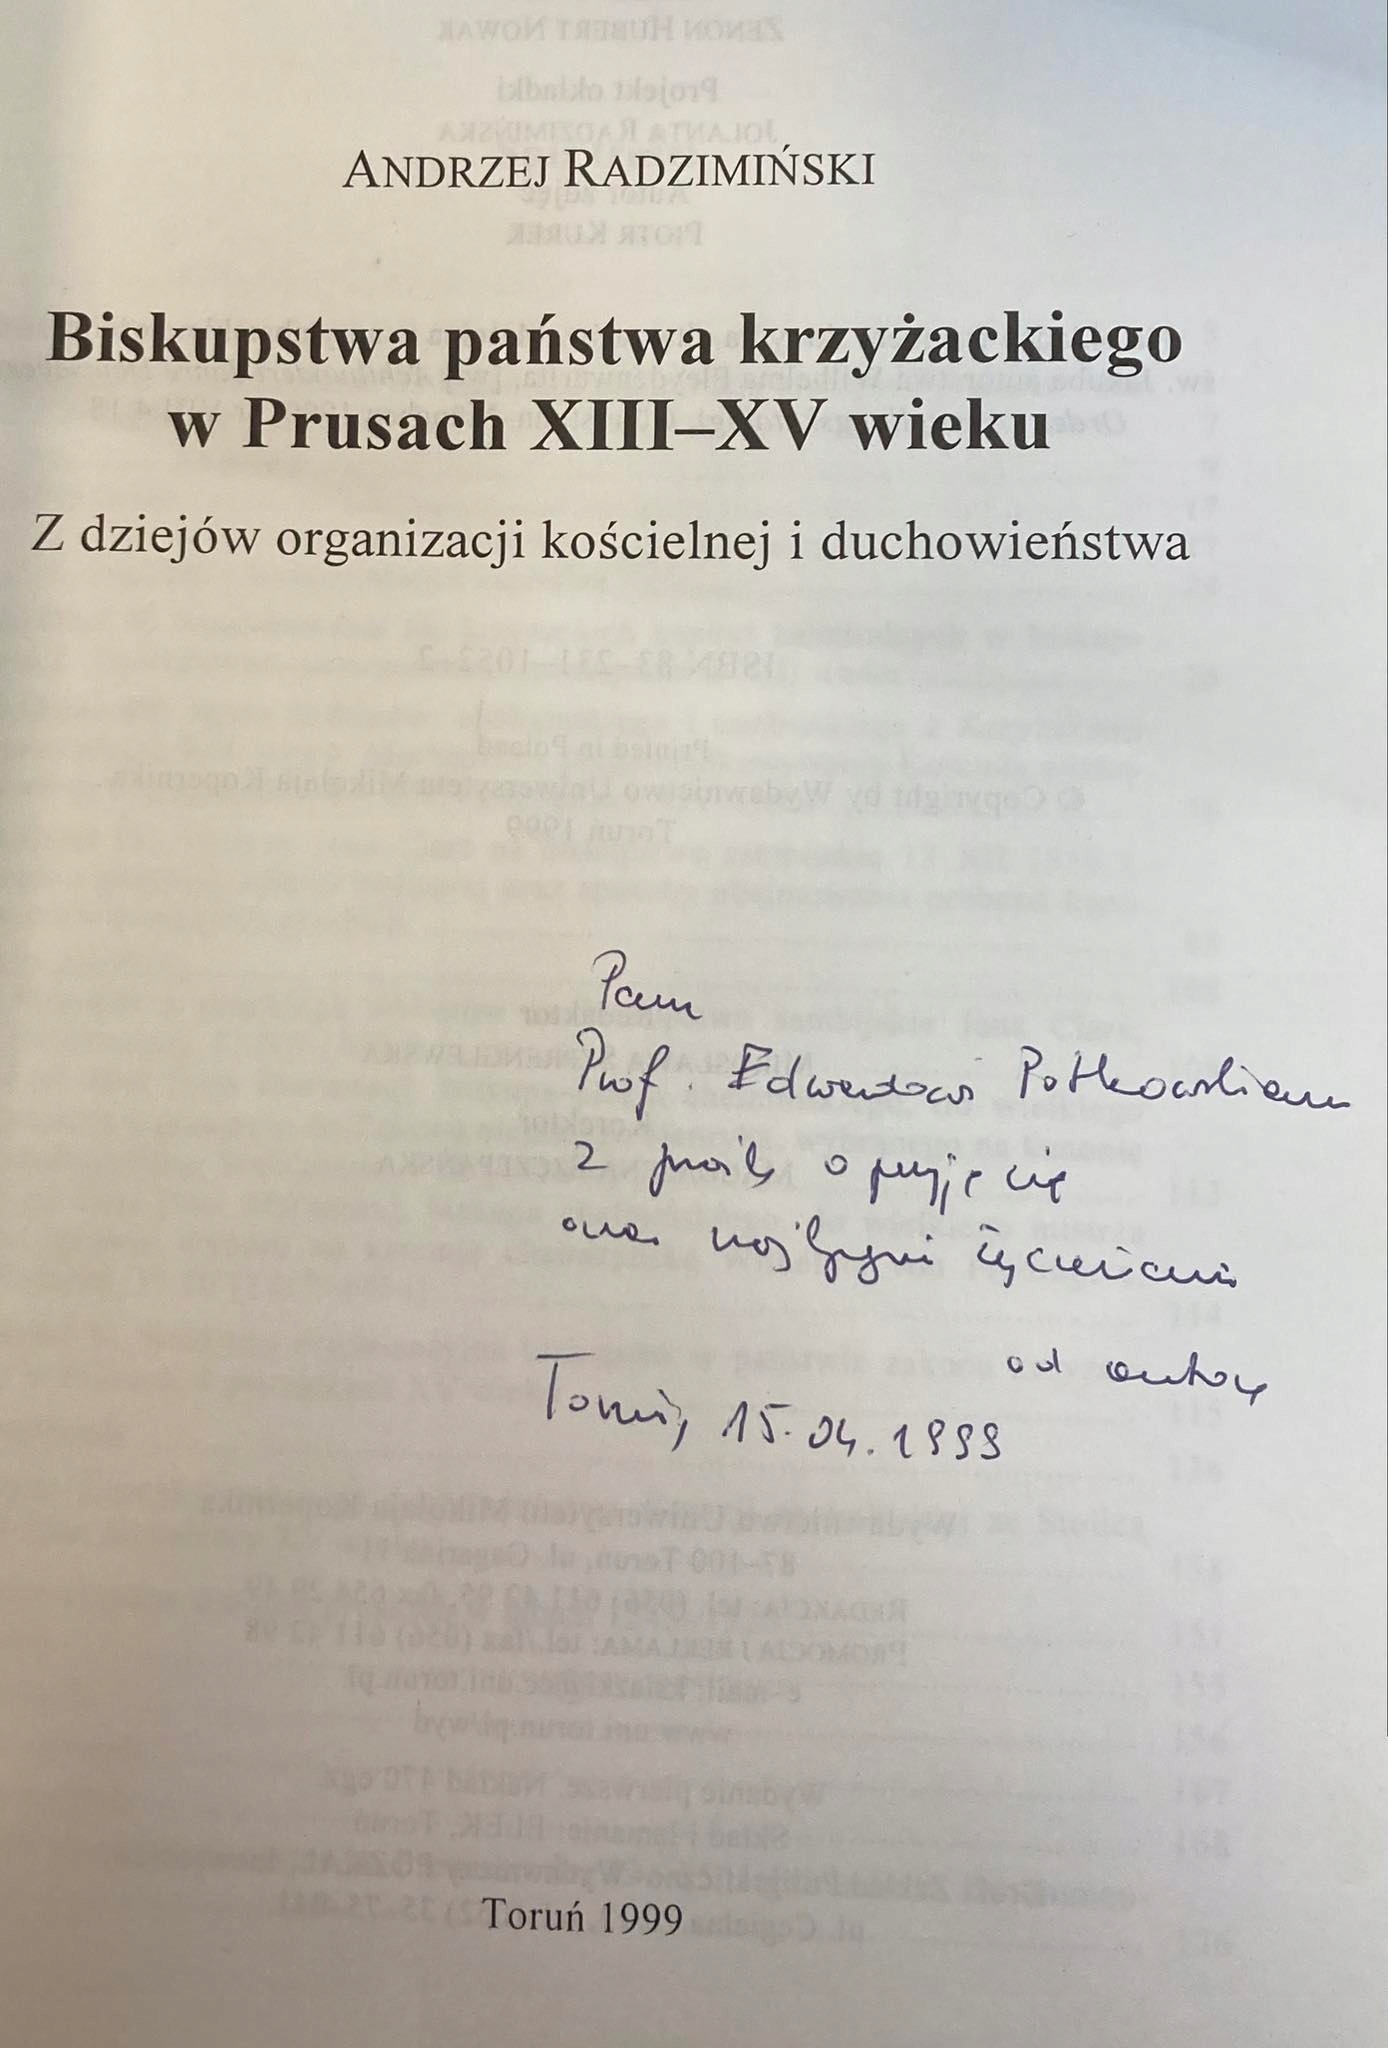 ANDRZEJ RADZIMIŃSKI
Biskupstwa państwa krzyżackiego
w Prusach XIII–XV wieku
Z dziejów organizacji kościelnej i duchowieństwa
Panu
Prof. Edwardowi Potkowskiemu
z prośbą o przyjęcie
oraz najlepszymi życzeniami
od autora
Toruń, 15.04.1999
Toruń 1999